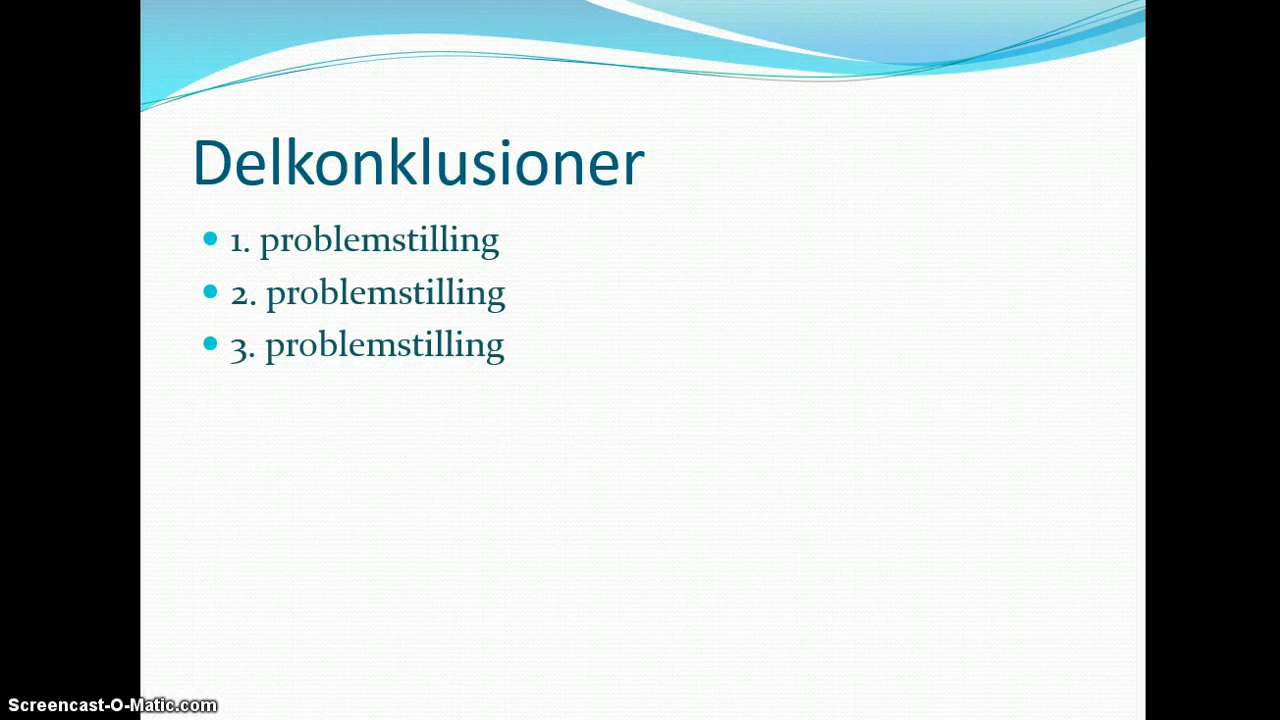 Delkonklusioner
1. problemstilling
2. problemstilling
3. problemstilling
Screencast-O-Matic.com